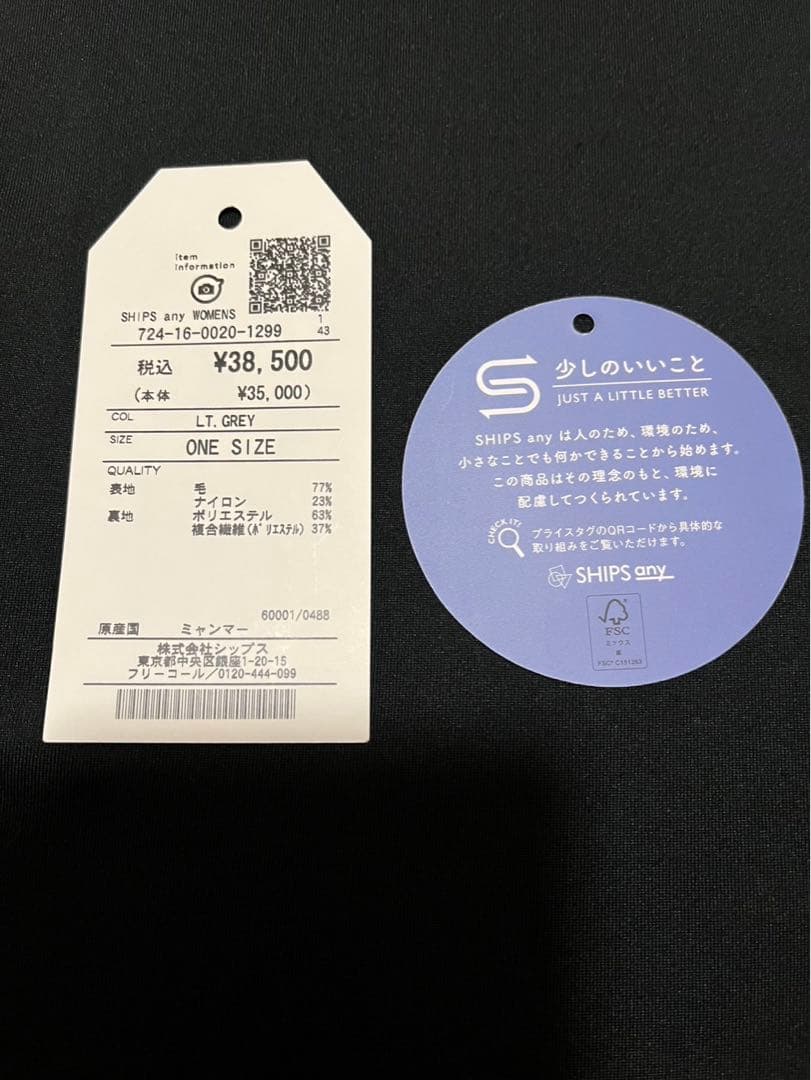 item
information
SHIPS any WOMENS
1
724-16-0020-1299
43
税込 ¥38,500
(本体 ¥35,000)
COL LT.GREY
SIZE ONE SIZE
QUALITY
表地 毛 77%
ナイロン 23%
裏地 ポリエステル 63%
複合繊維(ポリエステル) 37%
60001/0488
原産国 ミャンマー
株式会社シップス
東京都中央区銀座1-20-15
フリーコール/0120-444-099
少しのいいこと
JUST A LITTLE BETTER
SHIPS any は人のため、環境のため、
小さなことでも何かできることから始めます。
この商品はその理念のもと、環境に
配慮してつくられています。
CHECK IT!
プライスタグのQRコードから具体的な
取り組みをご覧いただけます。
SHIPS any
FSC
ミックス
紙